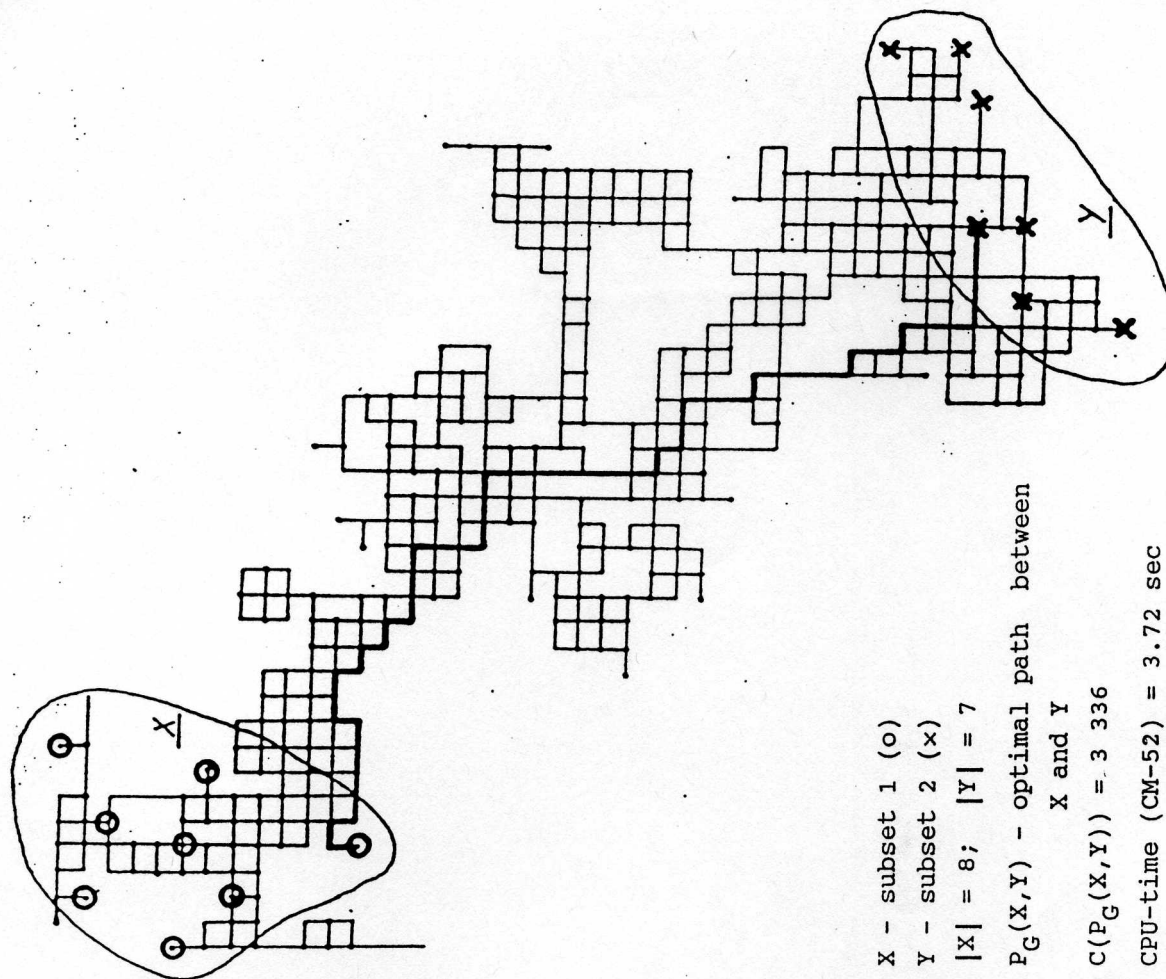 X
Y
X - subset 1 (o)
Y - subset 2 (×)
|X| = 8; |Y| = 7
P_G(X,Y) - optimal path between
X and Y
C(P_G(X,Y)) = 3 336
CPU-time (CM-52) = 3.72 sec